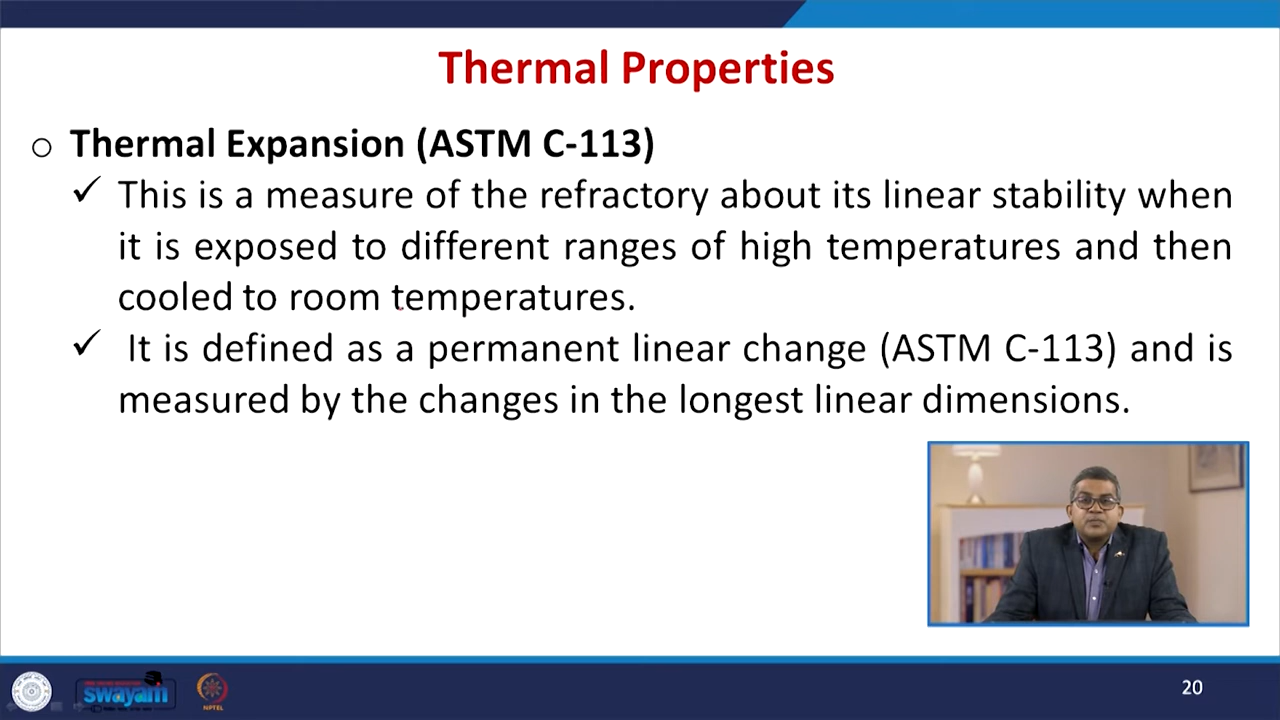 Thermal Properties
Thermal Expansion (ASTM C-113)
This is a measure of the refractory about its linear stability when
it is exposed to different ranges of high temperatures and then
cooled to room temperatures.
It is defined as a permanent linear change (ASTM C-113) and is
measured by the changes in the longest linear dimensions.
swayam
NPTEL
20